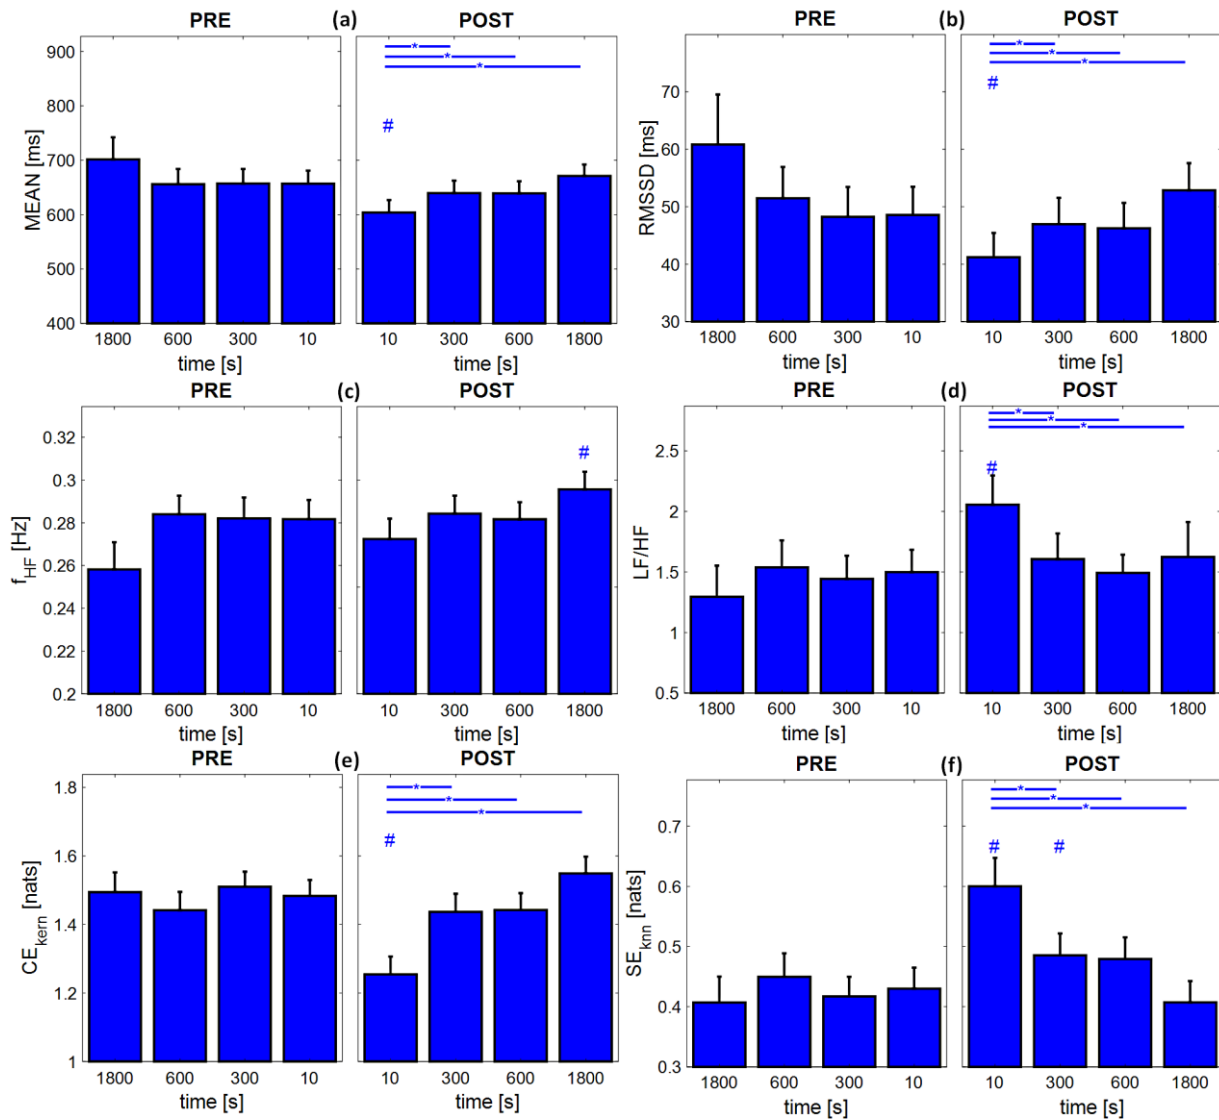 PRE (a) POST
PRE (b) POST
900
800
700
600
500
400
MEAN [ms]
*
*
*
#
1800 600 300 10
10 300 600 1800
time [s] time [s]
70
60
50
40
30
RMSSD [ms]
*
*
*
#
1800 600 300 10
10 300 600 1800
time [s] time [s]
PRE (c) POST
PRE (d) POST
0.32
0.3
0.28
0.26
0.24
0.22
0.2
f_HF [Hz]
#
1800 600 300 10
10 300 600 1800
time [s] time [s]
2.5
2
1.5
1
0.5
LF/HF
*
*
*
#
1800 600 300 10
10 300 600 1800
time [s] time [s]
PRE (e) POST
PRE (f) POST
1.8
1.6
1.4
1.2
1
CE_kern [nats]
*
*
*
#
1800 600 300 10
10 300 600 1800
time [s] time [s]
0.7
0.6
0.5
0.4
0.3
SE_knn [nats]
*
*
*
# #
1800 600 300 10
10 300 600 1800
time [s] time [s]